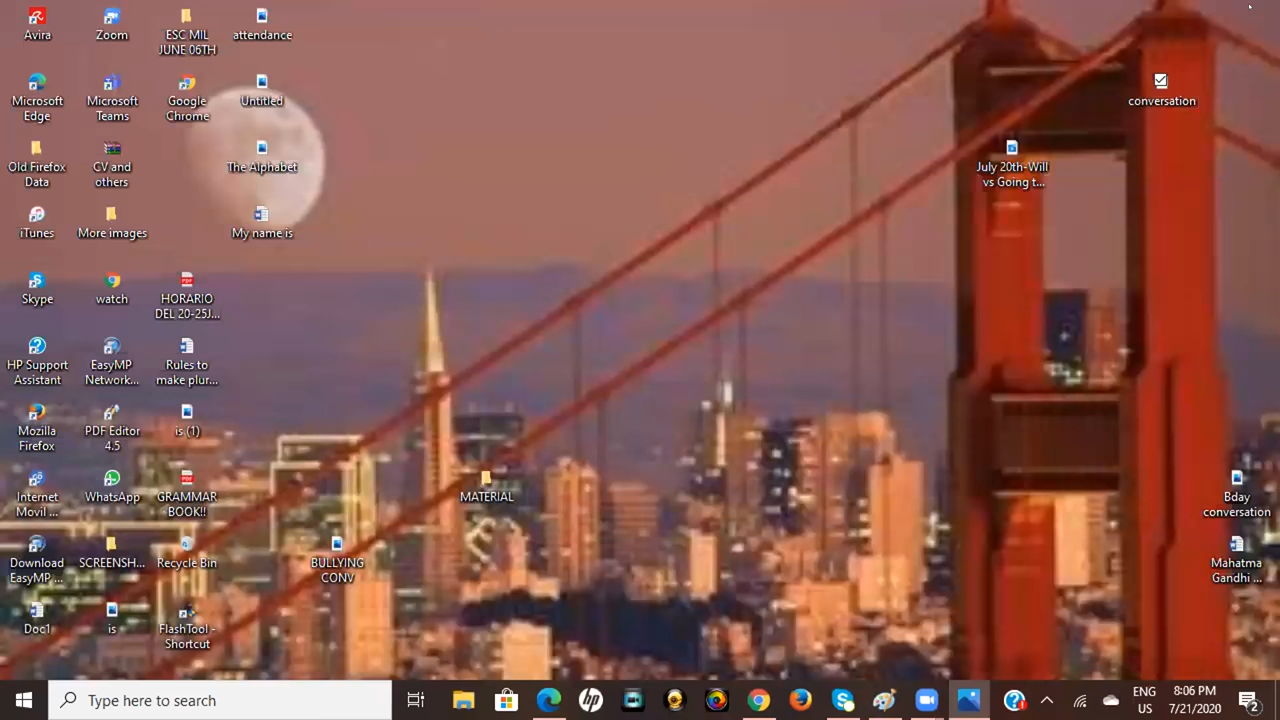 Avira
Zoom
ESC MIL
JUNE 06TH
attendance
Microsoft
Edge
Microsoft
Teams
Google
Chrome
Untitled
conversation
Old Firefox
Data
CV and
others
The Alphabet
July 20th-Will
vs Going t...
iTunes
More images
My name is
Skype
watch
HORARIO
DEL 20-25J...
HP Support
Assistant
EasyMP
Network...
Rules to
make plur...
Mozilla
Firefox
PDF Editor
4.5
is (1)
Internet
Movil ...
WhatsApp
GRAMMAR
BOOK!!
MATERIAL
Bday
conversation
Download
EasyMP ...
SCREENSH...
Recycle Bin
BULLYING
CONV
Mahatma
Gandhi ...
Doc1
is
FlashTool -
Shortcut
Type here to search
ENG
US
8:06 PM
7/21/2020
2